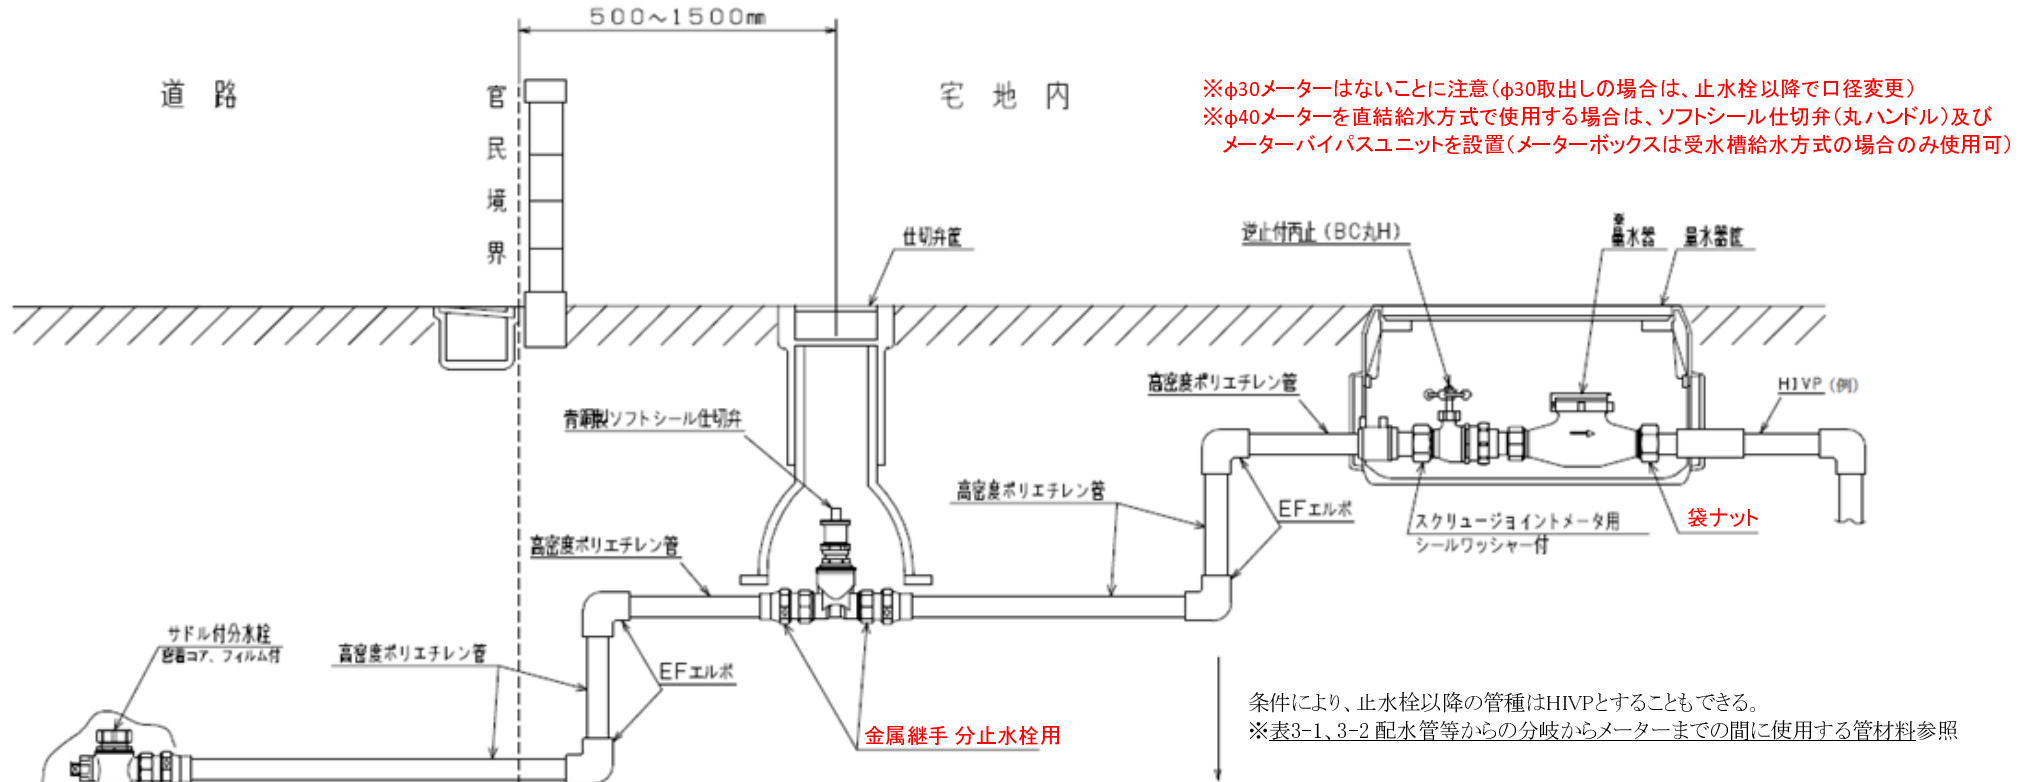 500～1500mm
道路
官民境界
宅地内
※φ30メーターはないことに注意(φ30取出しの場合は、止水栓以降で口径変更)
※φ40メーターを直結給水方式で使用する場合は、ソフトシール仕切弁(丸ハンドル)及び
メーターバイパスユニットを設置(メーターボックスは受水槽給水方式の場合のみ使用可)
仕切弁筐
逆止付丙止(BC丸H)
量水器
量水器筐
高密度ポリエチレン管
HIVP(例)
青銅製ソフトシール仕切弁
高密度ポリエチレン管
EFエルボ
スクリュージョイントメータ用
シールワッシャー付
袋ナット
高密度ポリエチレン管
サドル付分水栓
密着コア、フィルム付
高密度ポリエチレン管
EFエルボ
金属継手 分止水栓用
条件により、止水栓以降の管種はHIVPとすることもできる。
※表3-1、3-2 配水管等からの分岐からメーターまでの間に使用する管材料参照